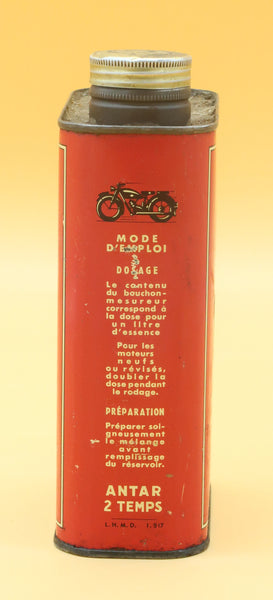 MODE
D'EMPLOI
DOSAGE
Le contenu
du bouchon-
mesureur
correspond à
la dose pour
un litre
d'essence
Pour les
moteurs
neufs
ou révisés,
doubler la
dose pendant
le rodage.
PRÉPARATION
Préparer soi-
gneusement
le mélange
avant
remplissage
du réservoir.
ANTAR
2 TEMPS
L. H. M. D. 1.517